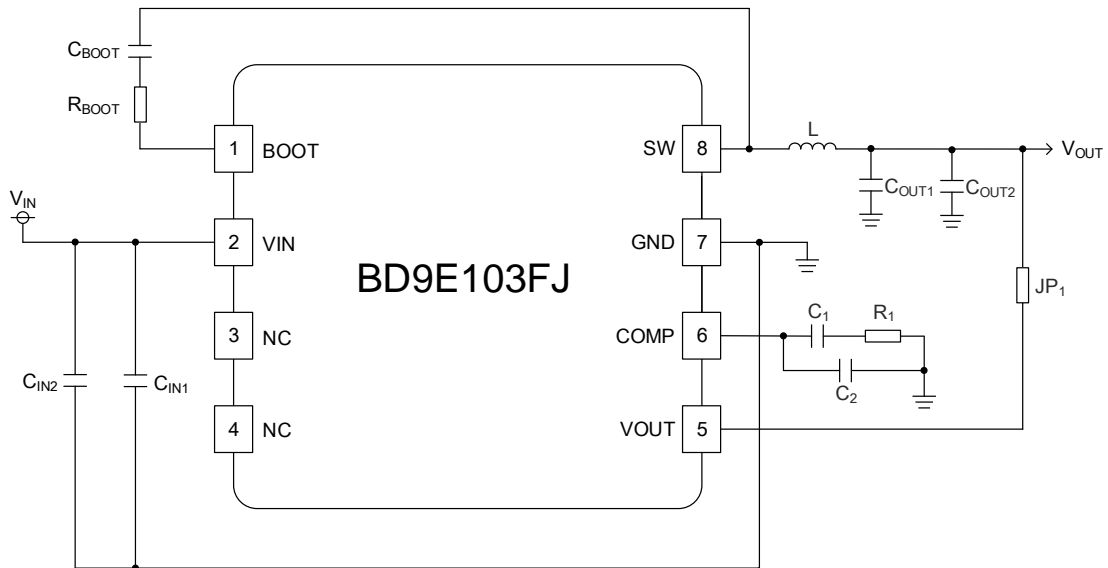 C_BOOT
R_BOOT
1 BOOT
SW 8
L
V_OUT
C_OUT1
C_OUT2
V_IN
2 VIN
GND 7
BD9E103FJ
JP_1
3 NC
COMP 6
C_1
R_1
C_2
C_IN2
C_IN1
4 NC
VOUT 5